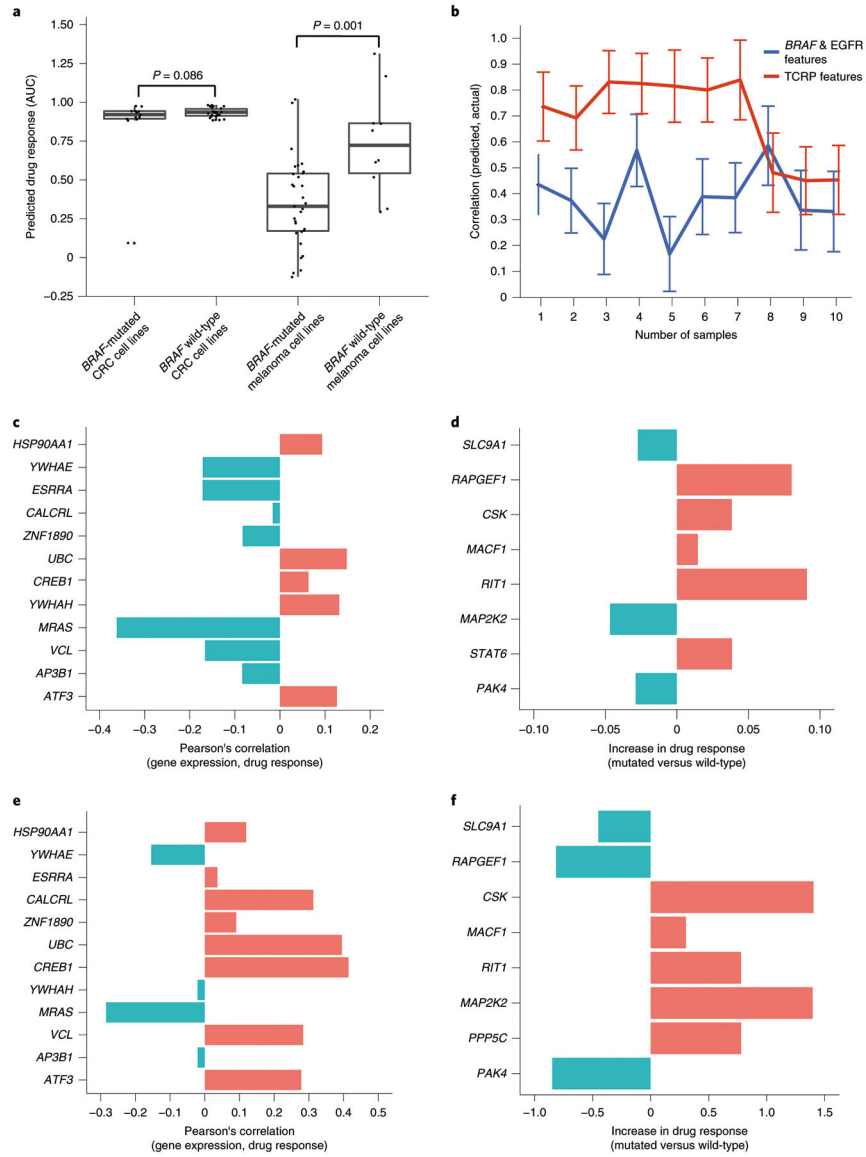 a
1.50
1.25
1.00
0.75
0.50
0.25
0
−0.25
Predicted drug response (AUC)
P = 0.086
P = 0.001
BRAF-mutated
CRC cell lines
BRAF wild-type
CRC cell lines
BRAF-mutated
melanoma cell lines
BRAF wild-type
melanoma cell lines
b
1.0
0.9
0.8
0.7
0.6
0.5
0.4
0.3
0.2
0.1
0
Correlation (predicted, actual)
BRAF & EGFR
features
TCRP features
1 2 3 4 5 6 7 8 9 10
Number of samples
c
HSP90AA1
YWHAE
ESRRA
CALCRL
ZNF1890
UBC
CREB1
YWHAH
MRAS
VCL
AP3B1
ATF3
−0.4 −0.3 −0.2 −0.1 0 0.1 0.2
Pearson's correlation
(gene expression, drug response)
d
SLC9A1
RAPGEF1
CSK
MACF1
RIT1
MAP2K2
STAT6
PAK4
−0.10 −0.05 0 0.05 0.10
Increase in drug response
(mutated versus wild-type)
e
HSP90AA1
YWHAE
ESRRA
CALCRL
ZNF1890
UBC
CREB1
YWHAH
MRAS
VCL
AP3B1
ATF3
−0.3 −0.2 −0.1 0 0.1 0.2 0.3 0.4 0.5
Pearson's correlation
(gene expression, drug response)
f
SLC9A1
RAPGEF1
CSK
MACF1
RIT1
MAP2K2
PPP5C
PAK4
−1.0 −0.5 0 0.5 1.0 1.5
Increase in drug response
(mutated versus wild-type)